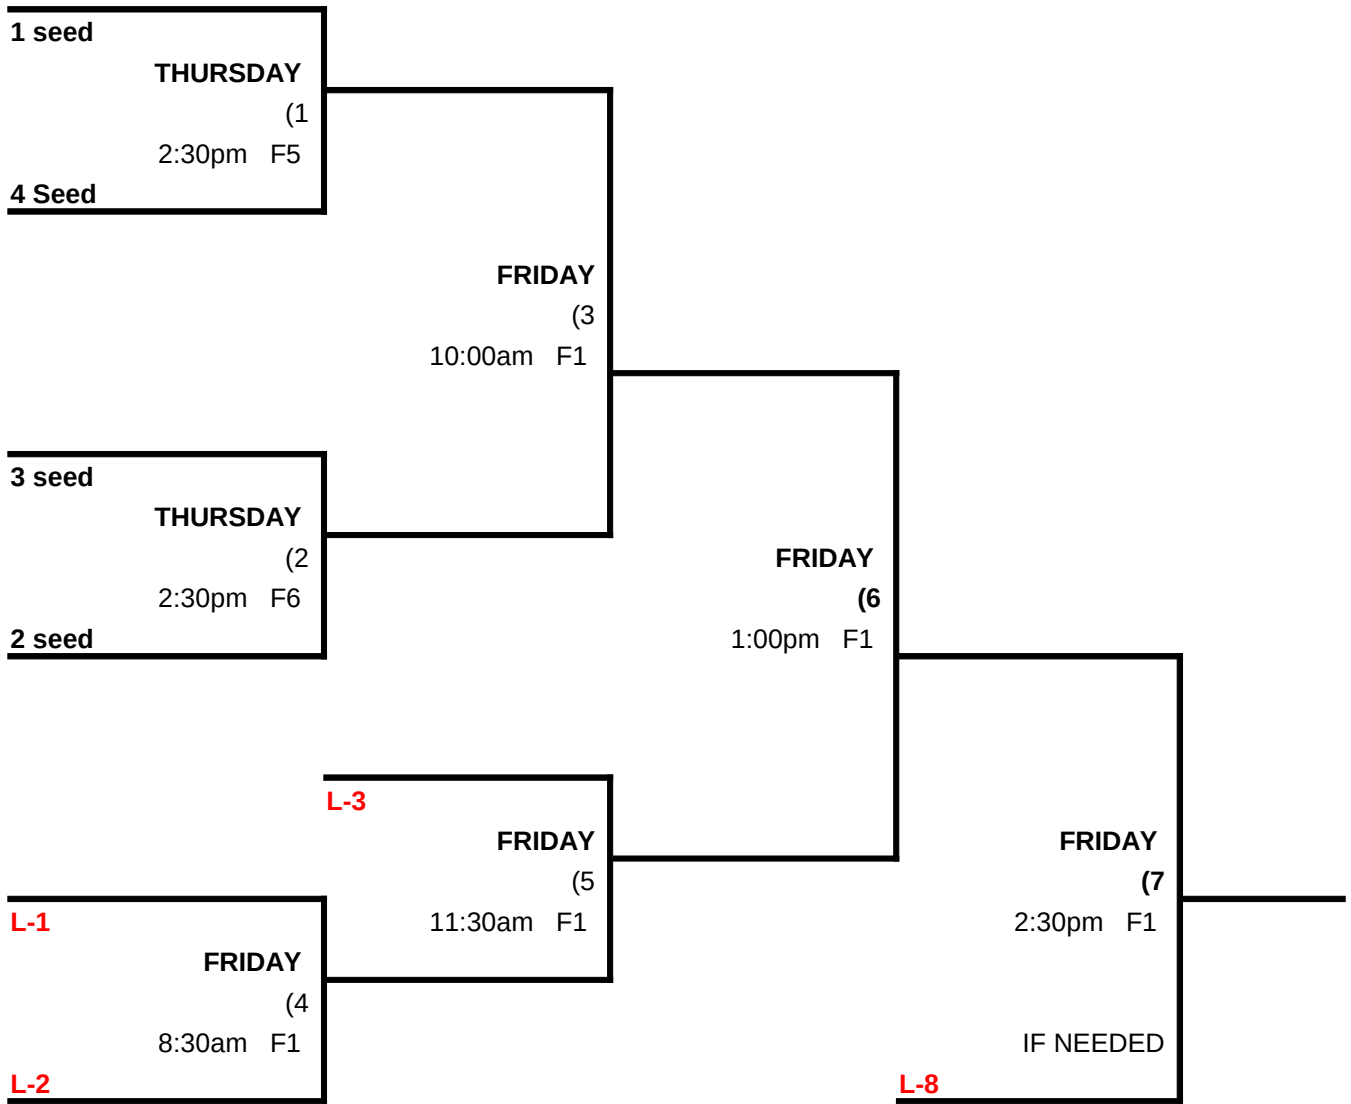 1 seed
THURSDAY
(1
2:30pm F5
4 Seed
FRIDAY
(3
10:00am F1
3 seed
THURSDAY
(2
2:30pm F6
2 seed
FRIDAY
(6
1:00pm F1
L-3
FRIDAY
(5
11:30am F1
L-1
FRIDAY
(4
8:30am F1
L-2
FRIDAY
(7
2:30pm F1
IF NEEDED
L-8